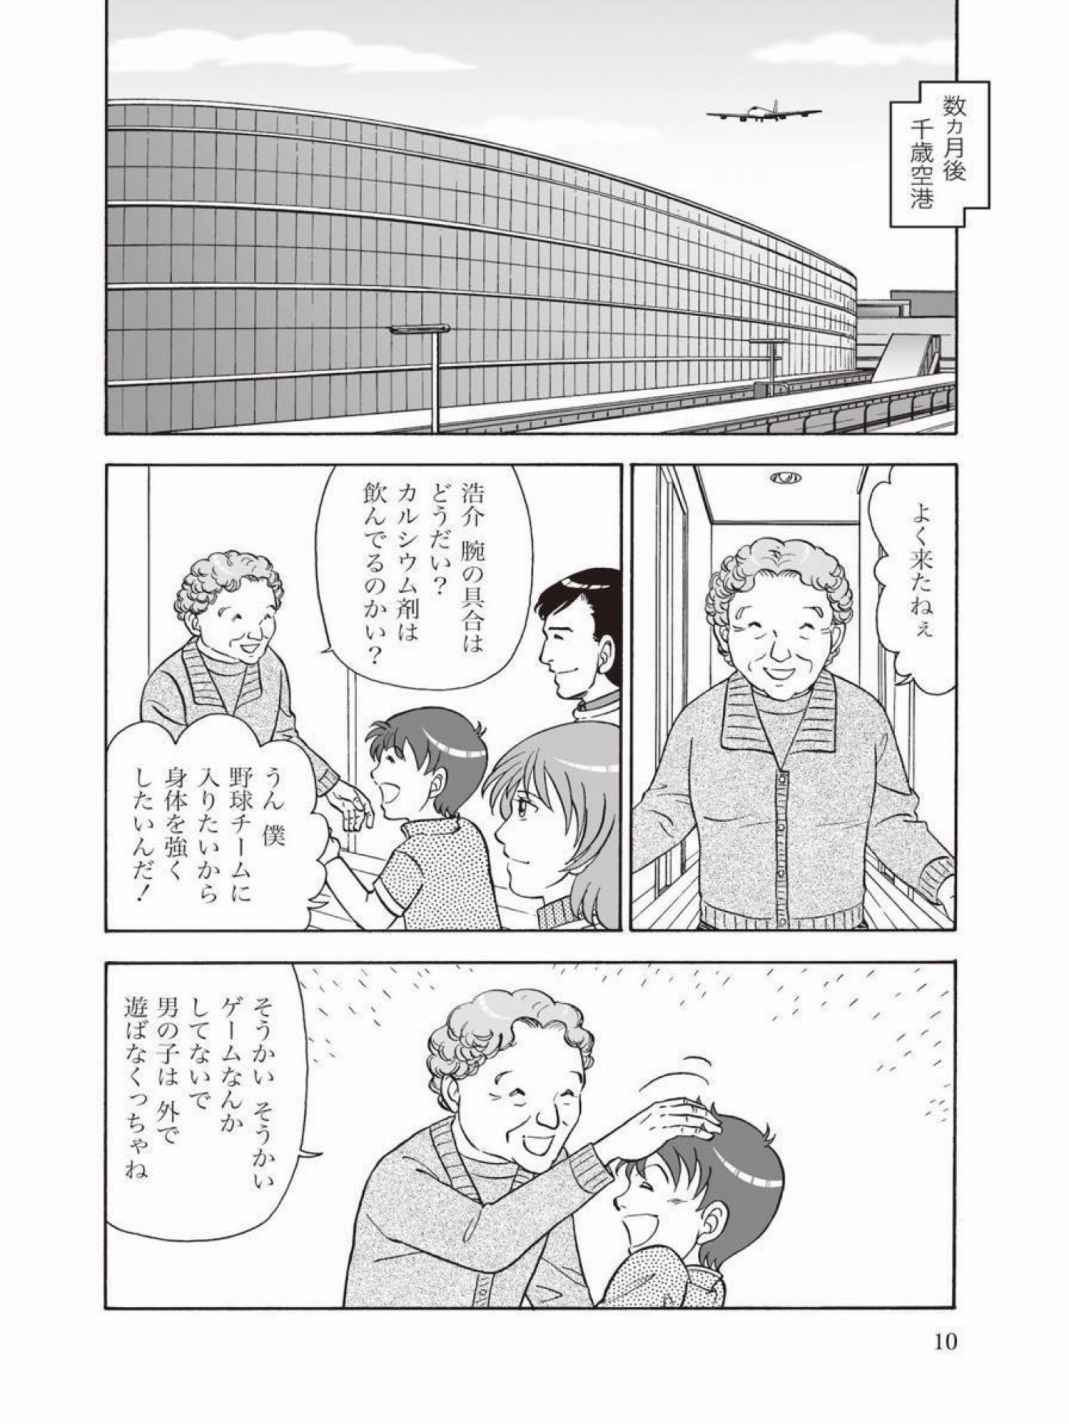 数ヵ月後
千歳空港
よく来たねぇ
浩介 腕の具合は
どうだい？
カルシウム剤は
飲んでるのかい？
うん 僕
野球チームに
入りたいから
身体を強く
したいんだ！
そうかい そうかい
ゲームなんか
してないで
男の子は 外で
遊ばなくっちゃね
10